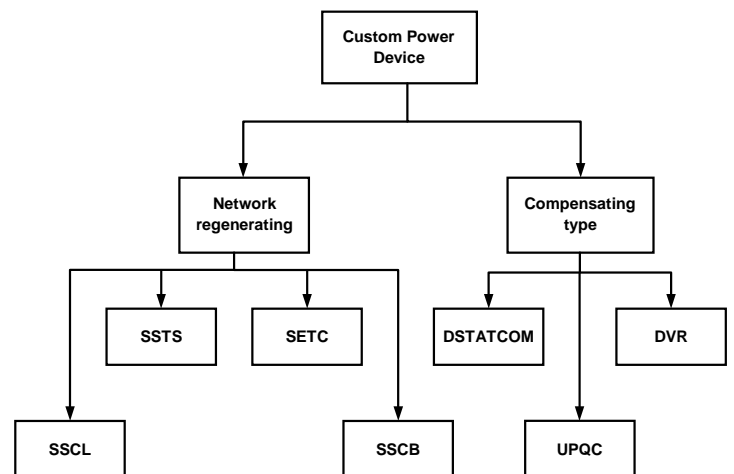 Custom Power
Device
Network
regenerating
Compensating
type
SSTS
SETC
DSTATCOM
DVR
SSCL
SSCB
UPQC